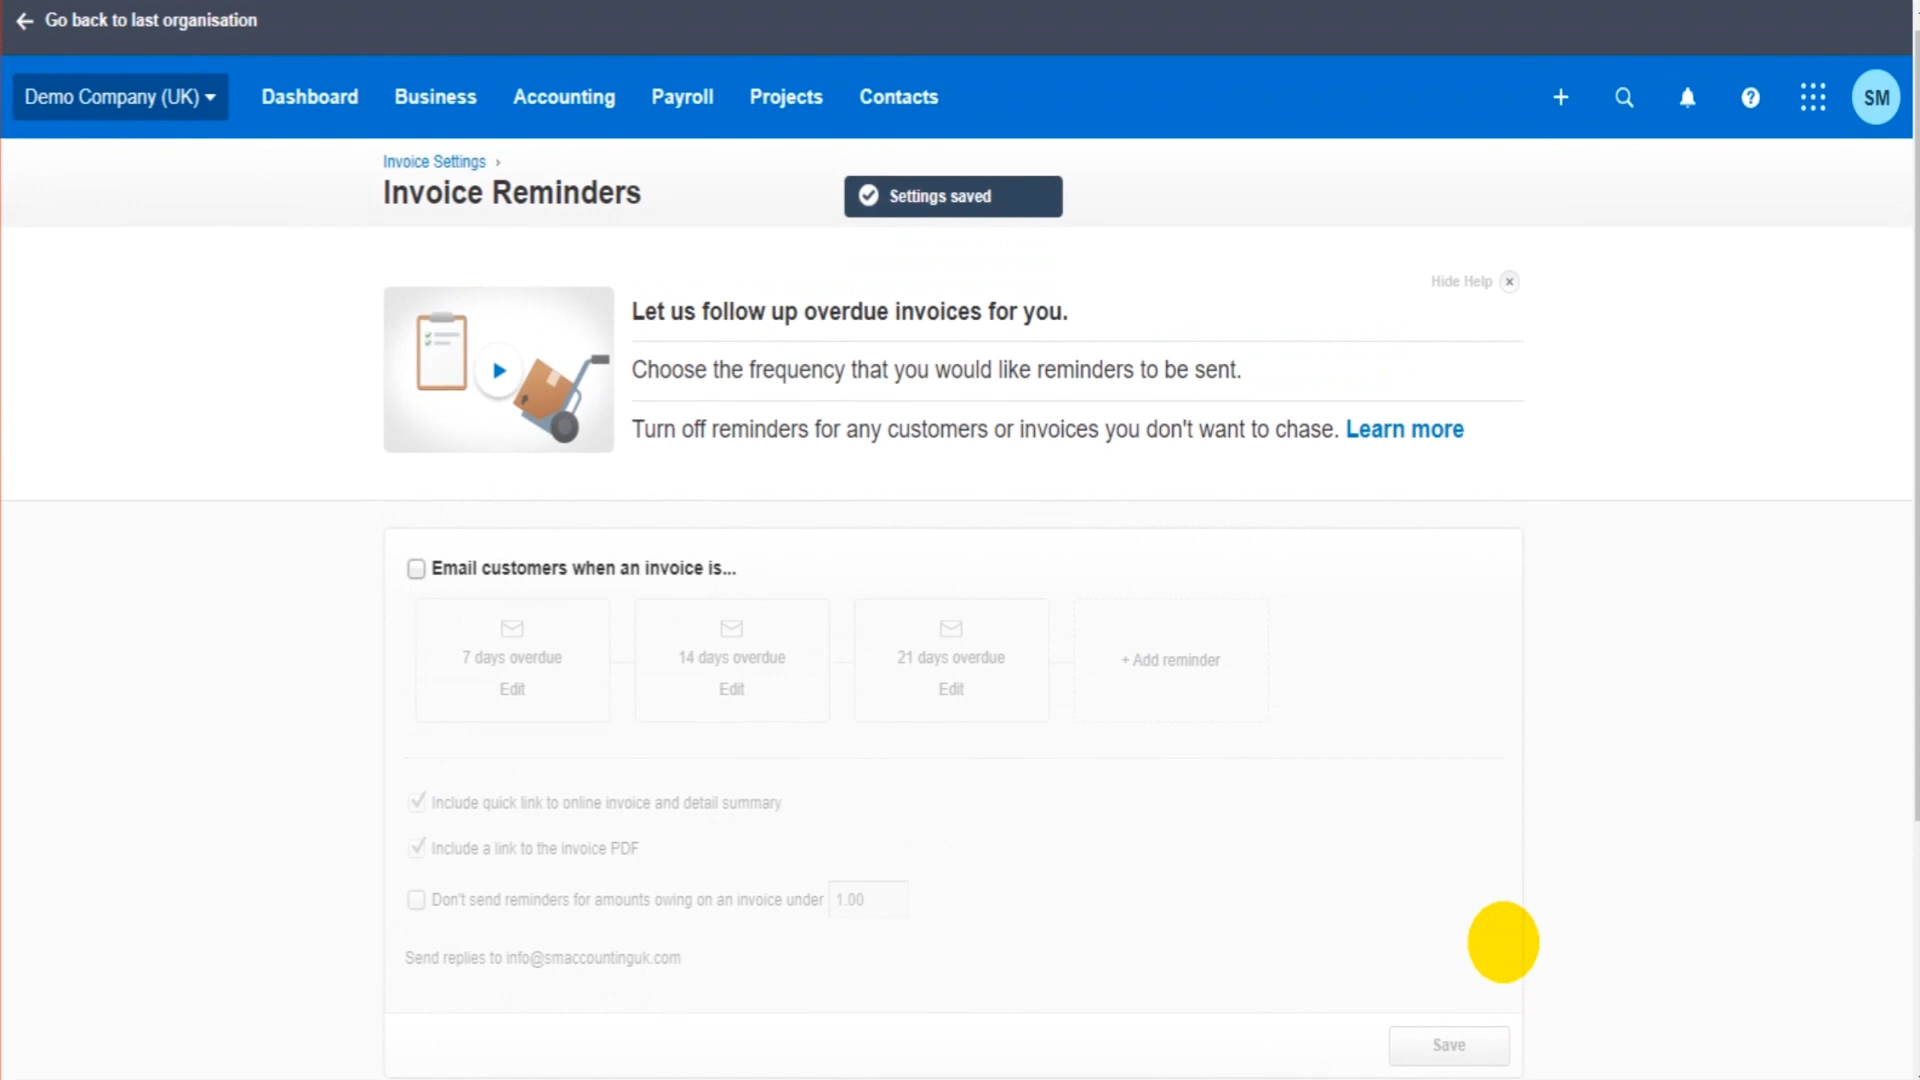 Go back to last organisation
Demo Company (UK)
Dashboard
Business
Accounting
Payroll
Projects
Contacts
SM
Invoice Settings ›
Invoice Reminders
Settings saved
Hide Help
Let us follow up overdue invoices for you.
Choose the frequency that you would like reminders to be sent.
Turn off reminders for any customers or invoices you don't want to chase. Learn more
Email customers when an invoice is...
7 days overdue
Edit
14 days overdue
Edit
21 days overdue
Edit
+ Add reminder
Include quick link to online invoice and detail summary
Include a link to the invoice PDF
Don't send reminders for amounts owing on an invoice under 1.00
Send replies to info@smaccountinguk.com
Save